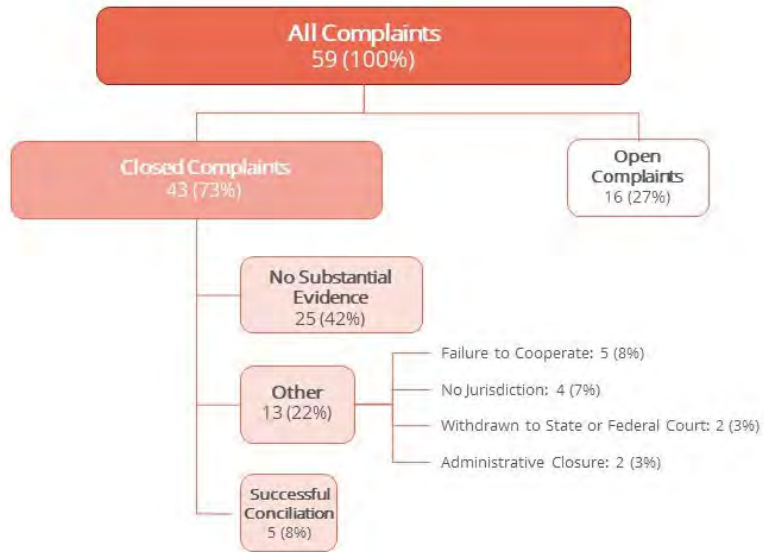 All Complaints
59 (100%)
Closed Complaints
43 (73%)
Open
Complaints
16 (27%)
No Substantial
Evidence
25 (42%)
Other
13 (22%)
Failure to Cooperate: 5 (8%)
No Jurisdiction: 4 (7%)
Withdrawn to State or Federal Court: 2 (3%)
Administrative Closure: 2 (3%)
Successful
Conciliation
5 (8%)